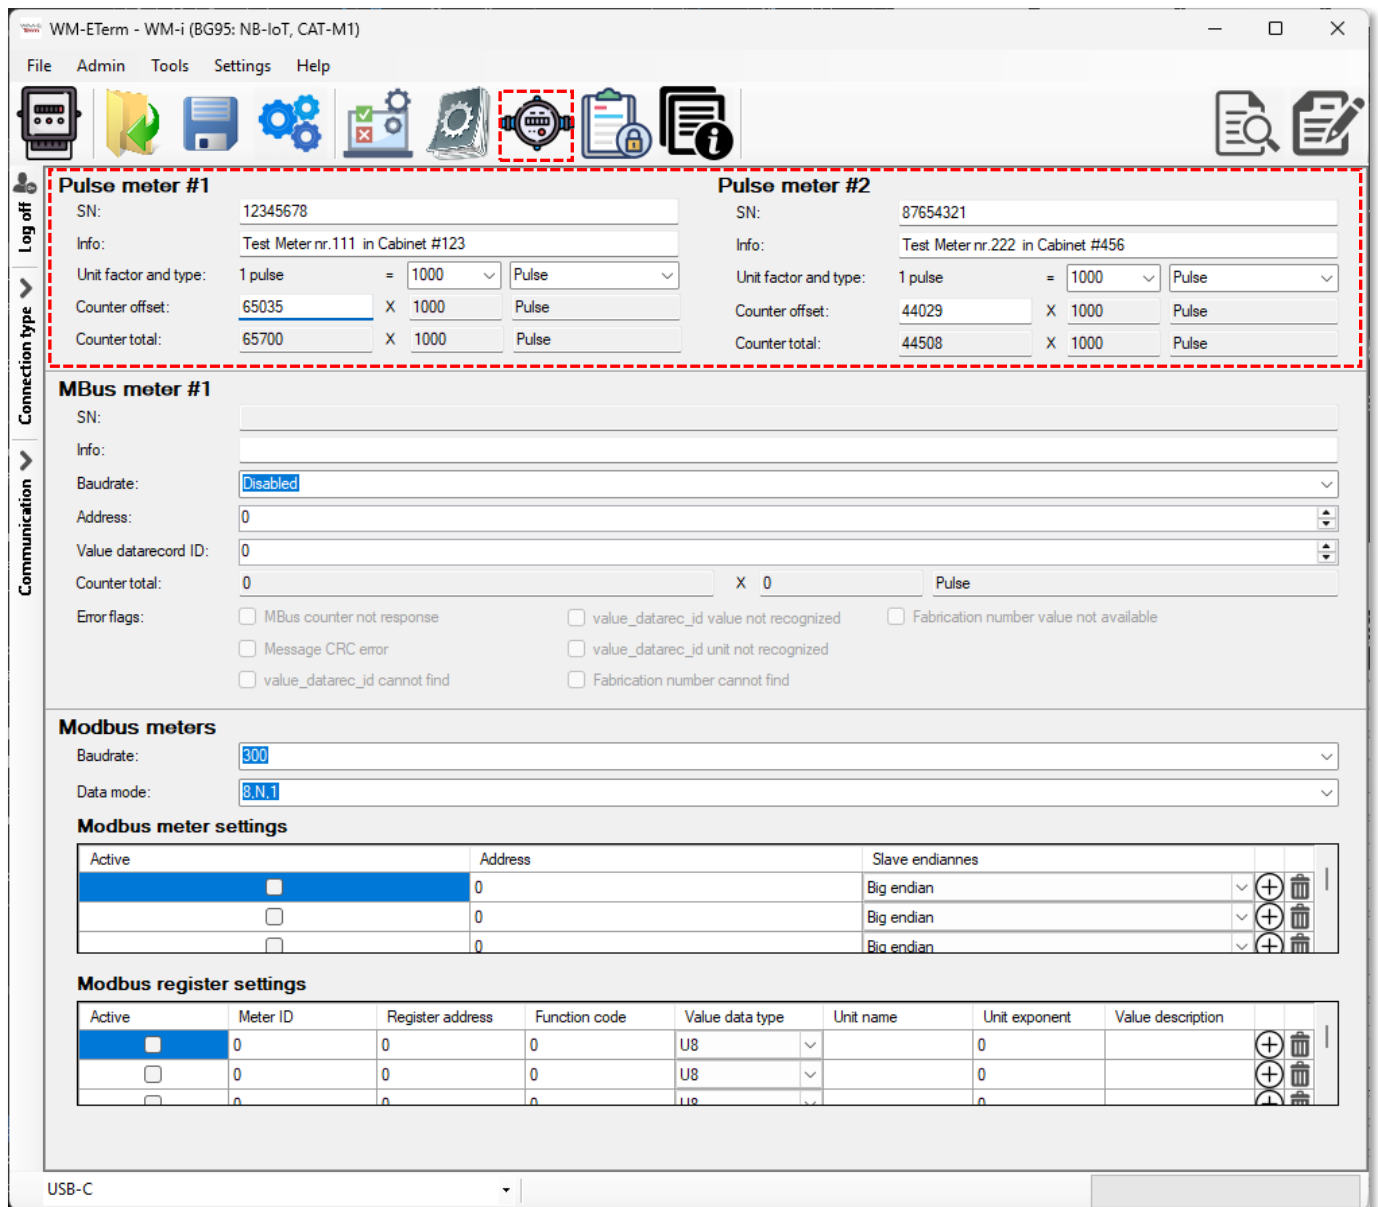 WM-ETerm - WM-i (BG95: NB-IoT, CAT-M1)
File Admin Tools Settings Help
Log off
Connection type
Communication
Pulse meter #1
SN: 12345678
Info: Test Meter nr.111 in Cabinet #123
Unit factor and type: 1 pulse = 1000 Pulse
Counter offset: 65035 X 1000 Pulse
Counter total: 65700 X 1000 Pulse
Pulse meter #2
SN: 87654321
Info: Test Meter nr.222 in Cabinet #456
Unit factor and type: 1 pulse = 1000 Pulse
Counter offset: 44029 X 1000 Pulse
Counter total: 44508 X 1000 Pulse
MBus meter #1
SN:
Info:
Baudrate: Disabled
Address: 0
Value datarecord ID: 0
Counter total: 0 X 0 Pulse
Error flags: MBus counter not response value_datarec_id value not recognized Fabrication number value not available
Message CRC error value_datarec_id unit not recognized
value_datarec_id cannot find Fabrication number cannot find
Modbus meters
Baudrate: 300
Data mode: 8,N,1
Modbus meter settings
Active Address Slave endiannes
0 Big endian
0 Big endian
0 Big endian
Modbus register settings
Active Meter ID Register address Function code Value data type Unit name Unit exponent Value description
0 0 0 U8 0
0 0 0 U8 0
0 0 0 U8 0
USB-C